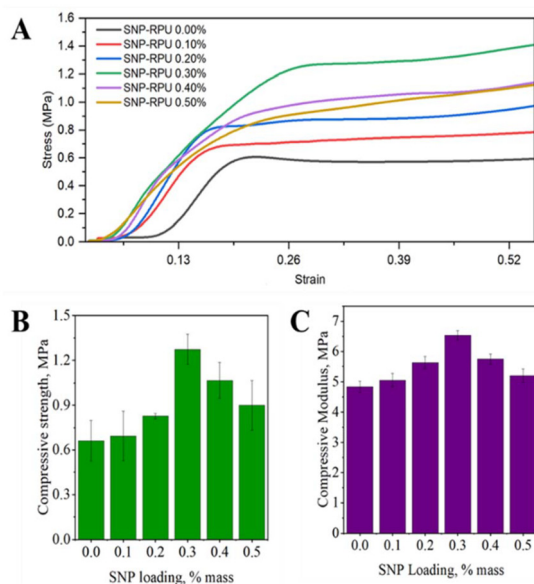 A
1.6
1.4
1.2
1.0
0.8
0.6
0.4
0.2
0.0
Stress (MPa)
SNP-RPU 0.00%
SNP-RPU 0.10%
SNP-RPU 0.20%
SNP-RPU 0.30%
SNP-RPU 0.40%
SNP-RPU 0.50%
0.13 0.26 0.39 0.52
Strain
B
1.5
1.2
0.9
0.6
0.3
0.0
Compressive strength, MPa
0.0 0.1 0.2 0.3 0.4 0.5
SNP loading, % mass
C
7
6
5
4
3
2
1
0
Compressive Modulus, MPa
0.0 0.1 0.2 0.3 0.4 0.5
SNP Loading, % mass